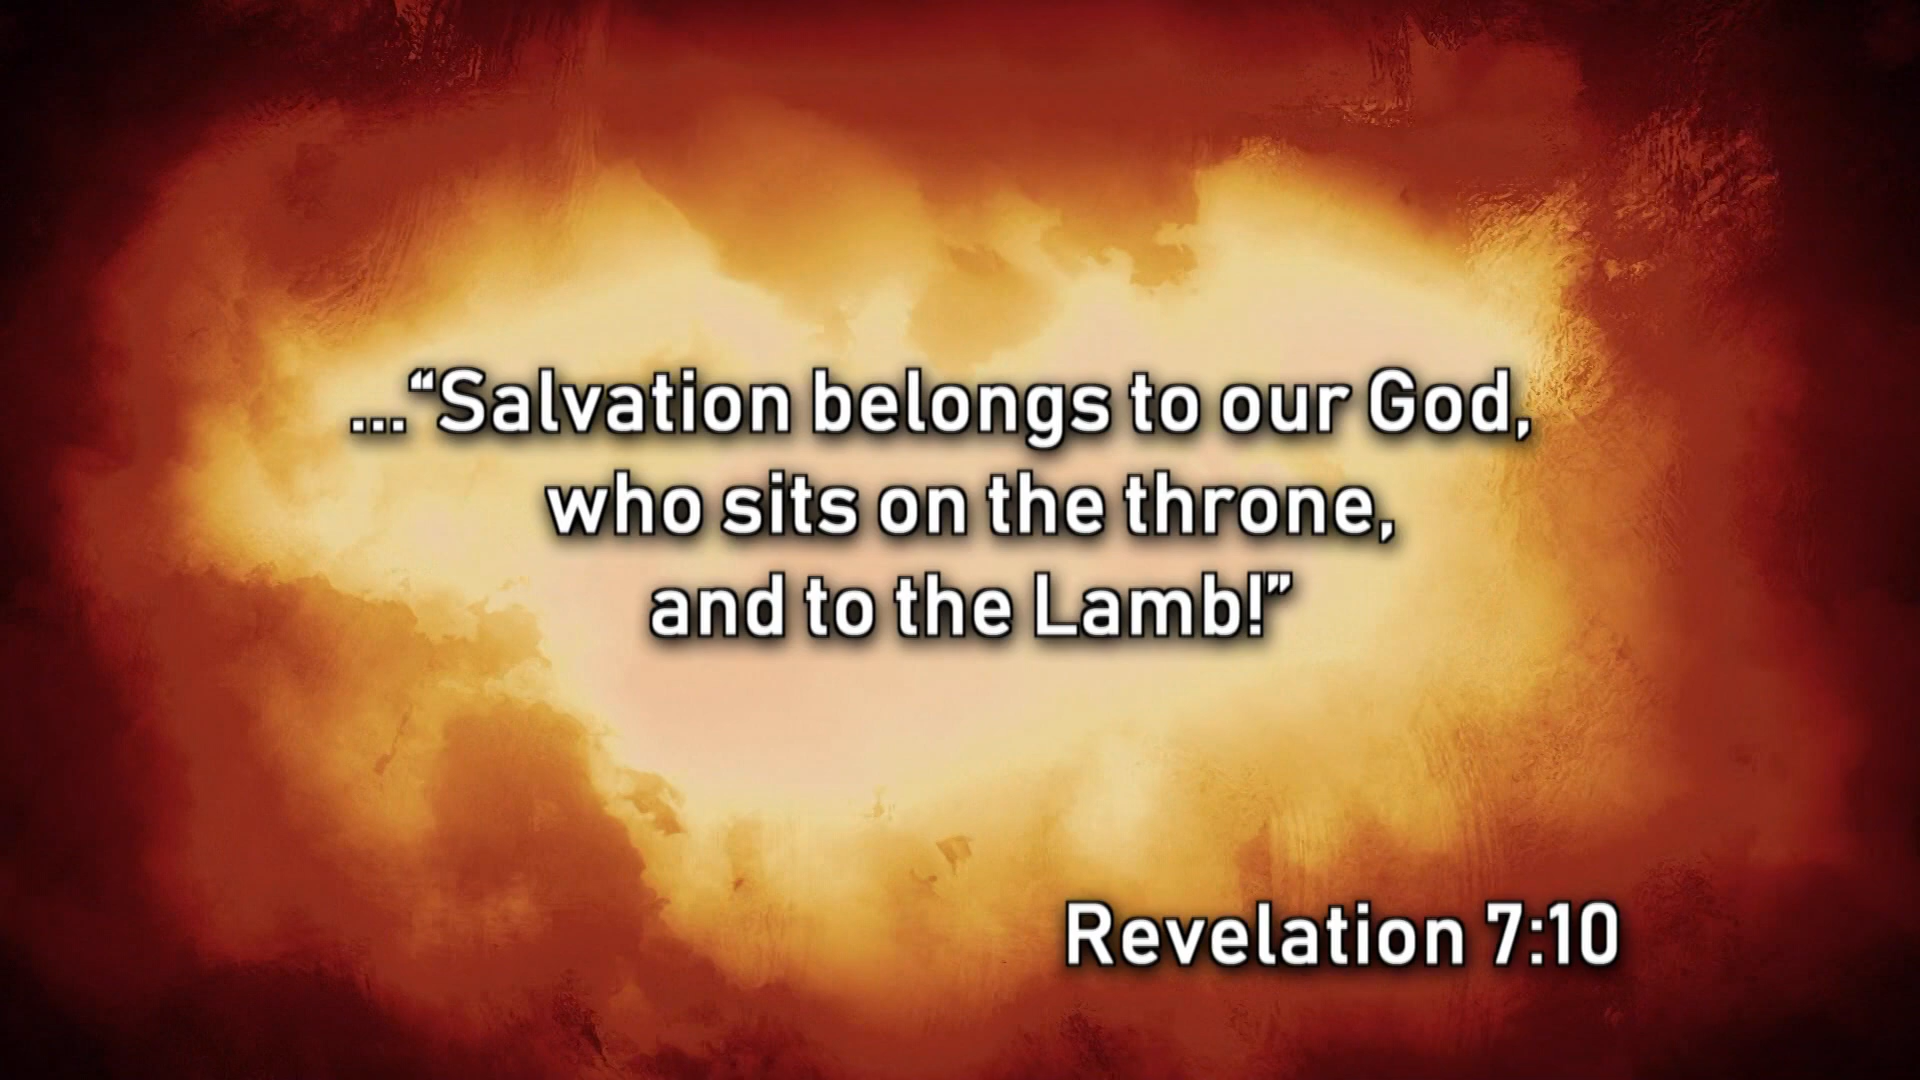 ...“Salvation belongs to our God,
who sits on the throne,
and to the Lamb!”
Revelation 7:10